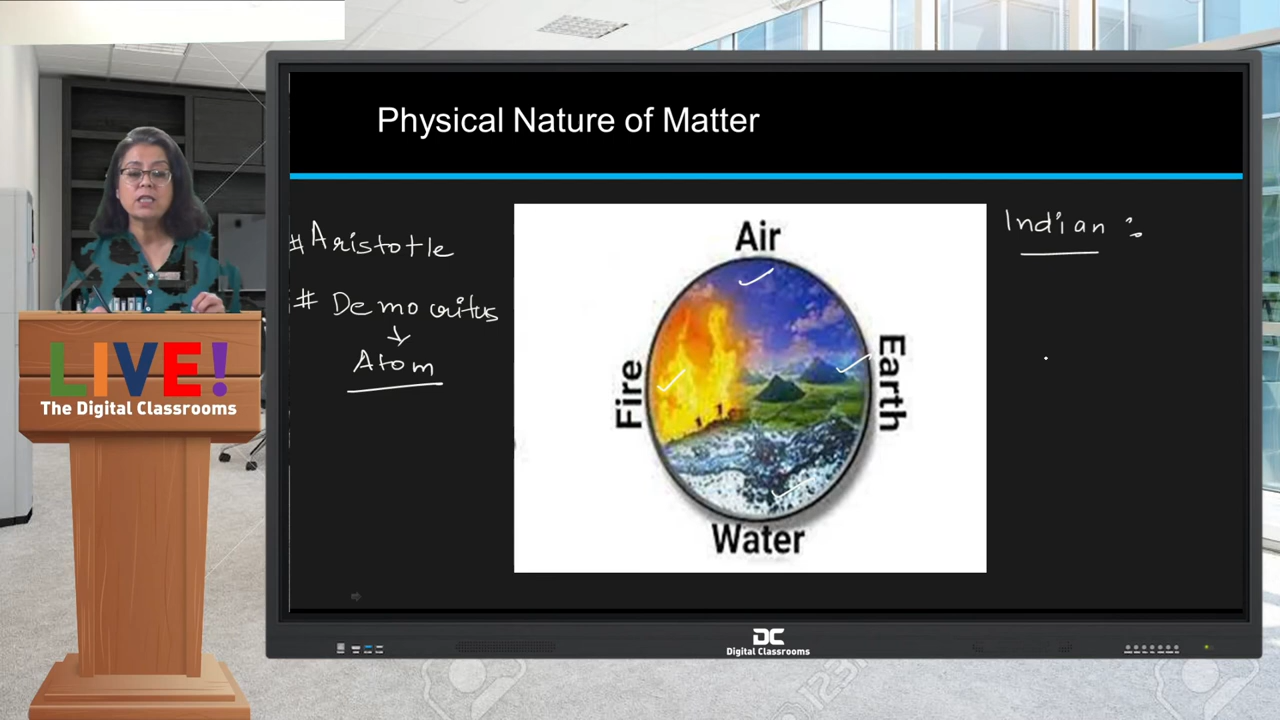 Physical Nature of Matter
#Aristotle
# Democritus
Atom
Air
Fire
Earth
Water
Indian :
LIVE!
The Digital Classrooms
DC
Digital Classrooms
123